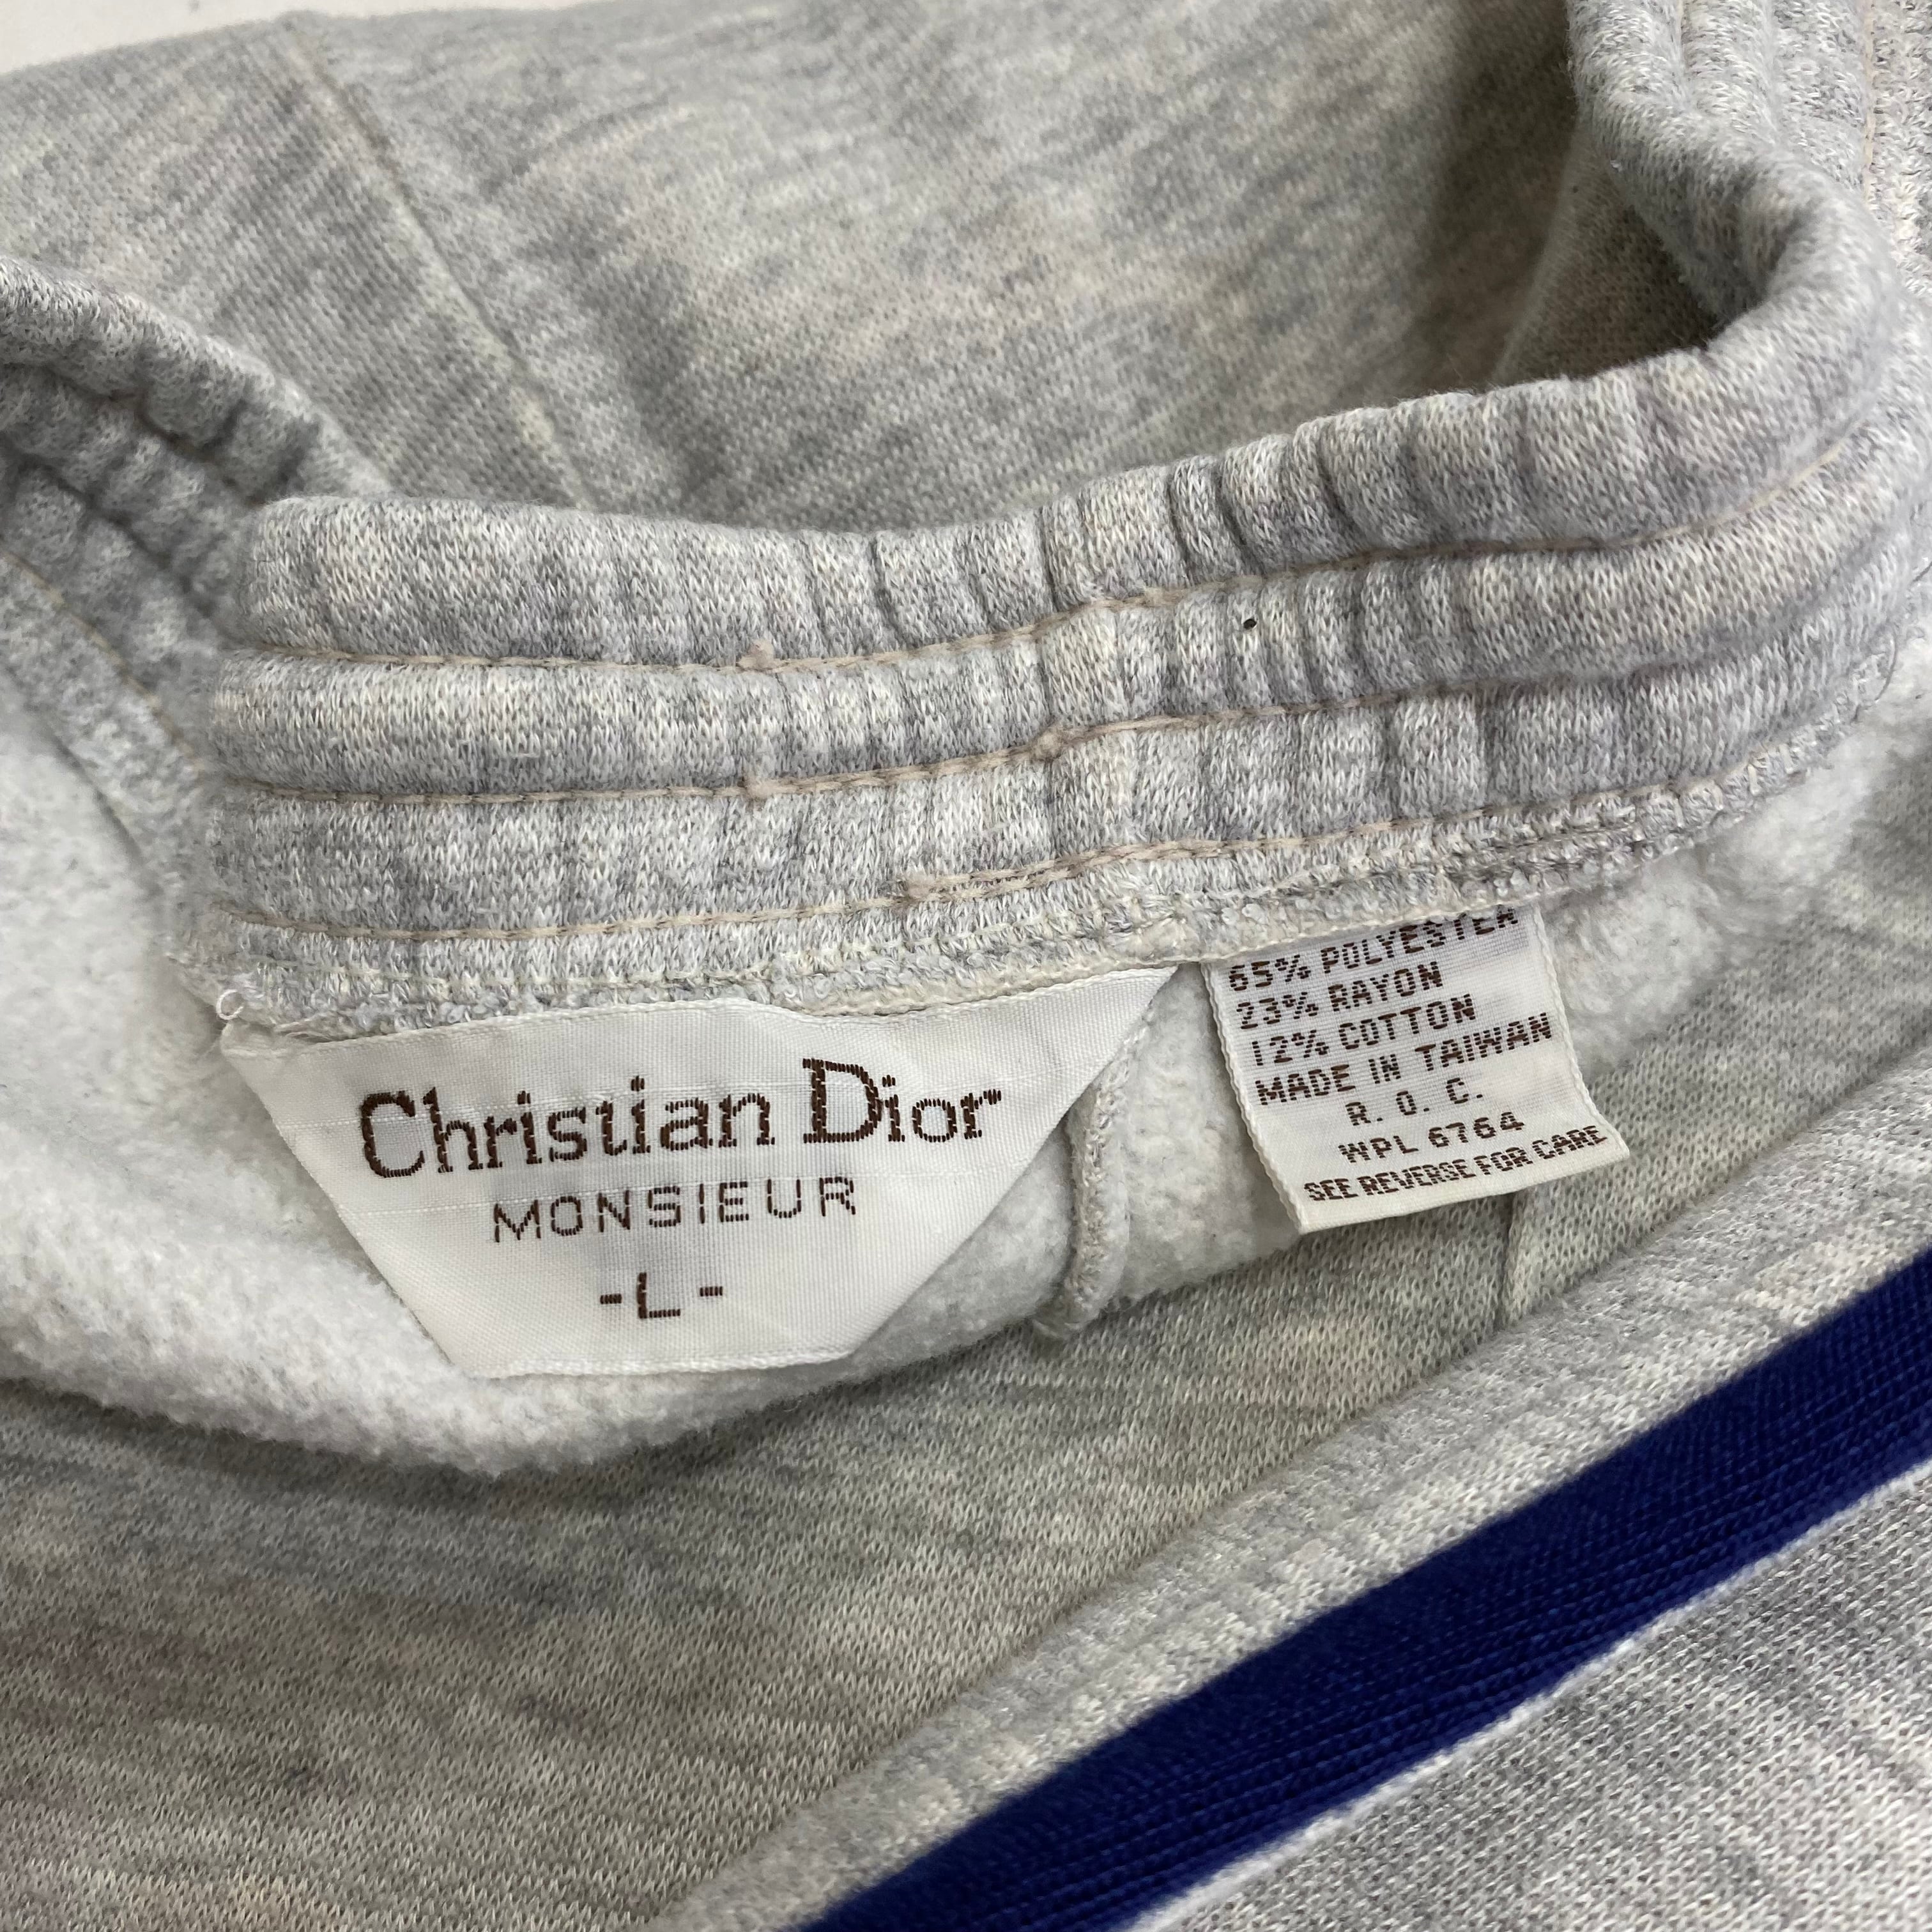 Christian Dior
MONSIEUR
-L-
65% POLYESTER
23% RAYON
12% COTTON
MADE IN TAIWAN
R. O. C.
WPL 6764
SEE REVERSE FOR CARE